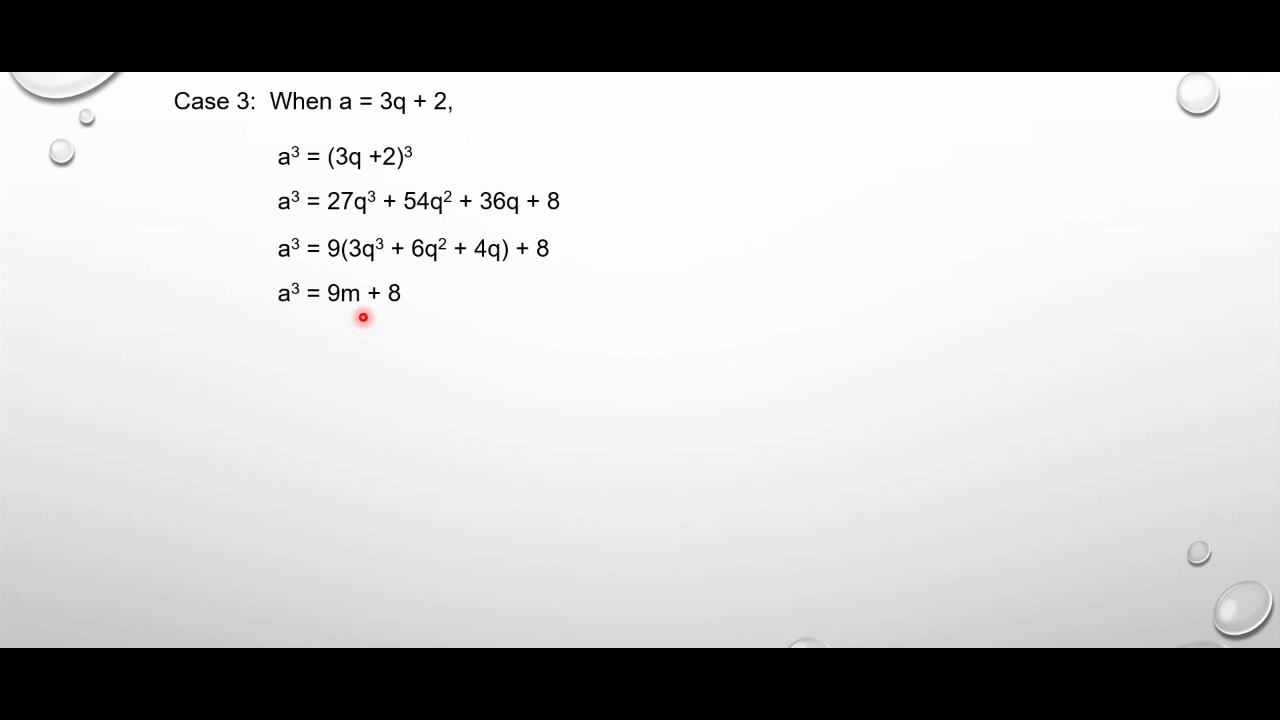 Case 3:  When a = 3q + 2,
a³ = (3q +2)³
a³ = 27q³ + 54q² + 36q + 8
a³ = 9(3q³ + 6q² + 4q) + 8
a³ = 9m + 8